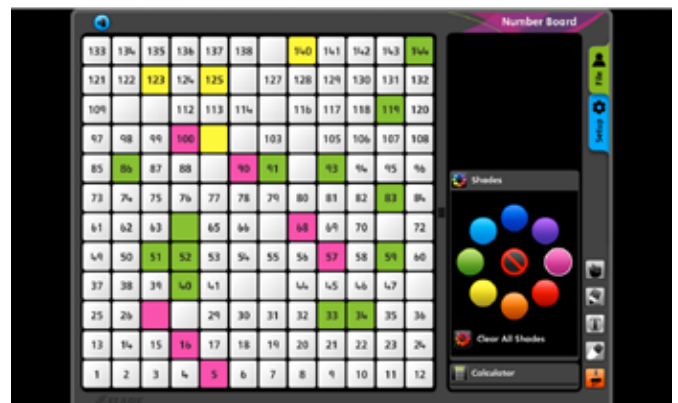 Number Board
133 134 135 136 137 138 140 141 142 143 144
121 122 123 124 125 127 128 129 130 131 132
109 112 113 114 116 117 118 119 120
97 98 99 100 103 105 106 107 108
85 86 87 88 90 91 93 94 95 96
73 74 75 76 77 78 79 80 81 82 83 84
61 62 63 65 66 68 69 70 72
49 50 51 52 53 54 55 56 57 58 59 60
37 38 39 40 41 44 45 46 47
25 26 29 30 31 32 33 34 35 36
13 14 15 16 17 18 19 20 21 22 23 24
1 2 3 4 5 6 7 8 9 10 11 12
File
Setup
Shades
Clear All Shades
Calculator